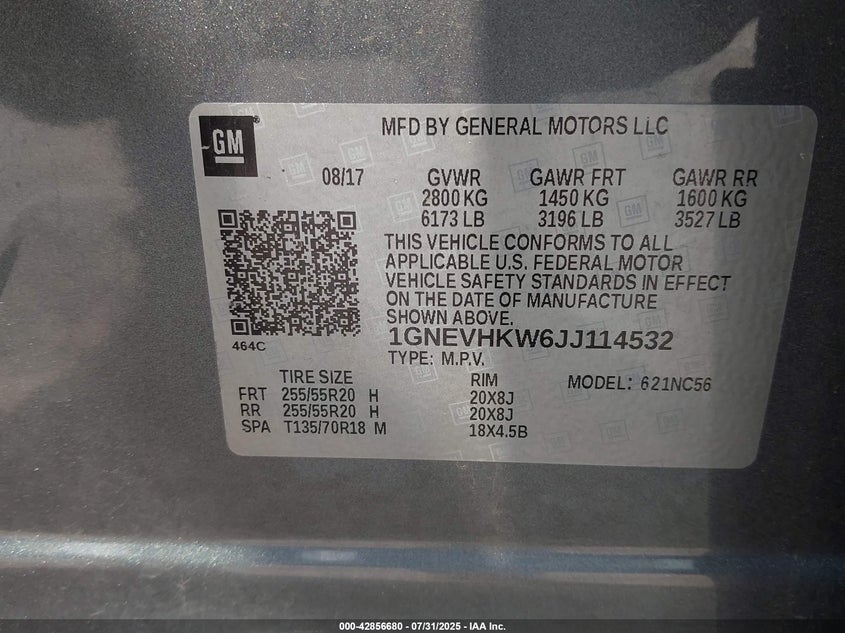 GM
MFD BY GENERAL MOTORS LLC
08/17 GVWR GAWR FRT GAWR RR
2800 KG 1450 KG 1600 KG
6173 LB 3196 LB 3527 LB
THIS VEHICLE CONFORMS TO ALL
APPLICABLE U.S. FEDERAL MOTOR
VEHICLE SAFETY STANDARDS IN EFFECT
ON THE DATE OF MANUFACTURE
SHOWN ABOVE.
464C
1GNEVHKW6JJ114532
TYPE: M.P.V.
TIRE SIZE RIM MODEL: 621NC56
FRT 255/55R20 H 20X8J
RR 255/55R20 H 20X8J
SPA T135/70R18 M 18X4.5B
000-42856680 - 07/31/2025 - IAA Inc.